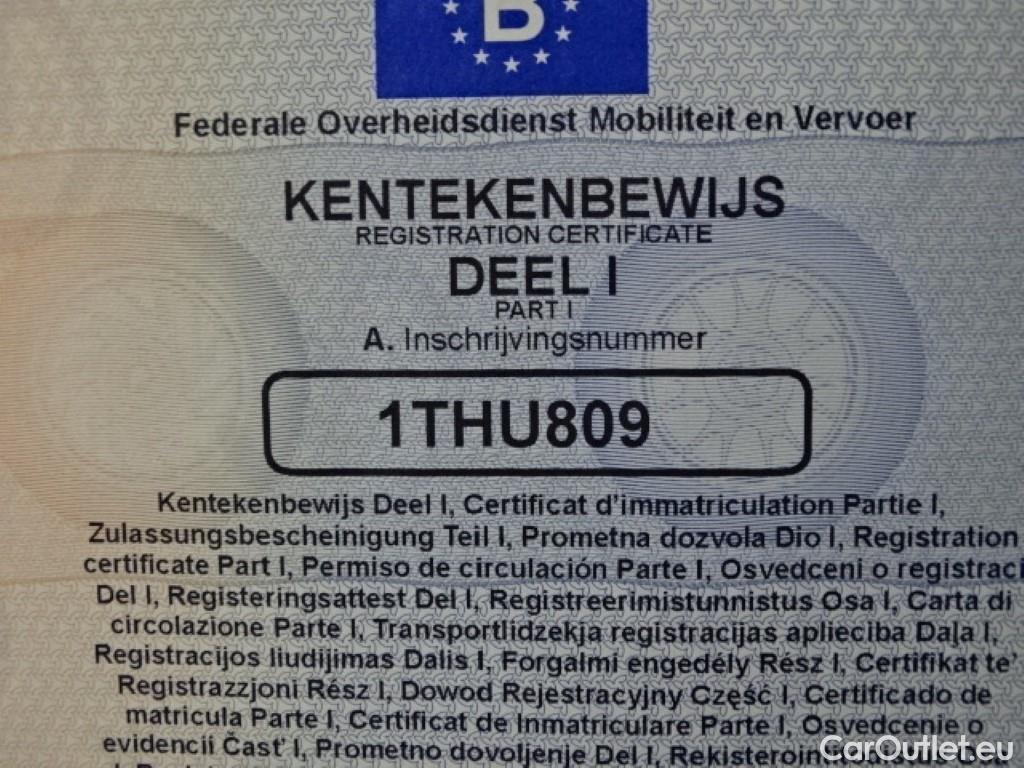 B
Federale Overheidsdienst Mobiliteit en Vervoer
KENTEKENBEWIJS
REGISTRATION CERTIFICATE
DEEL I
PART I
A. Inschrijvingsnummer
1THU809
Kentekenbewijs Deel I, Certificat d'immatriculation Partie I,
Zulassungsbescheinigung Teil I, Prometna dozvola Dio I, Registration
certificate Part I, Permiso de circulación Parte I, Osvedceni o registraci
Del I, Registeringsattest Del I, Registreerimistunnistus Osa I, Carta di
circolazione Parte I, Transportlidzekja registracijas aplieciba Daļa I,
Registracijos liudijimas Dalis I, Forgalmi engedély Rész I, Certifikat te'
Registrazzjoni Rész I, Dowod Rejestracyjny Część I, Certificado de
matricula Parte I, Certificat de Inmatriculare Parte I, Osvedcenie o
evidencii Časť I, Prometno dovoljenje Del I,
CarOutlet.eu